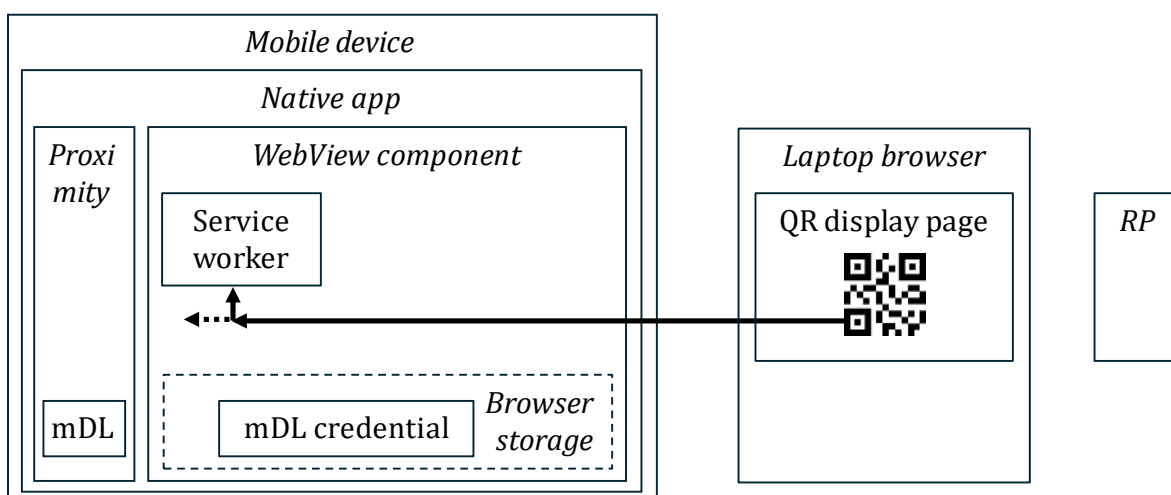 Mobile device
Native app
Proxi
mity
WebView component
Service
worker
mDL
mDL credential
Browser
storage
Laptop browser
QR display page
RP